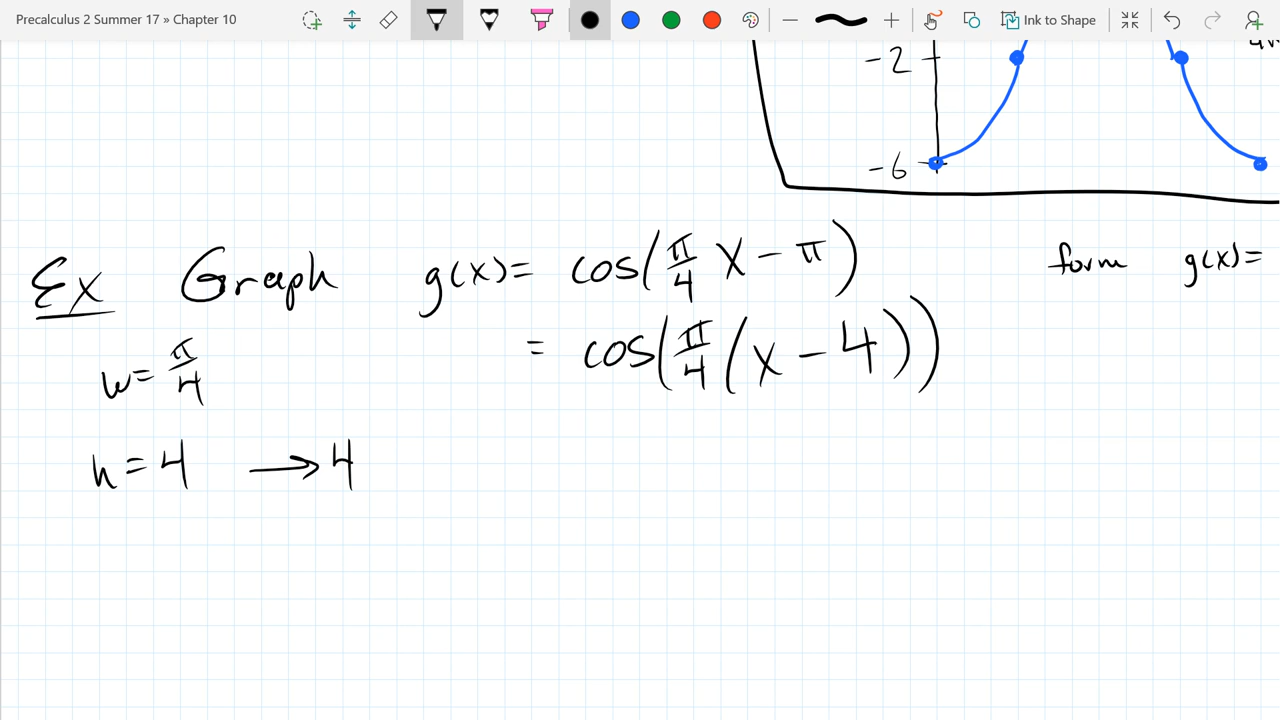 Precalculus 2 Summer 17 » Chapter 10
Ink to Shape
-2
-6
Ex Graph g(x) = cos(π/4 x - π)
form g(x) =
= cos(π/4 (x - 4))
w = π/4
h = 4 → 4